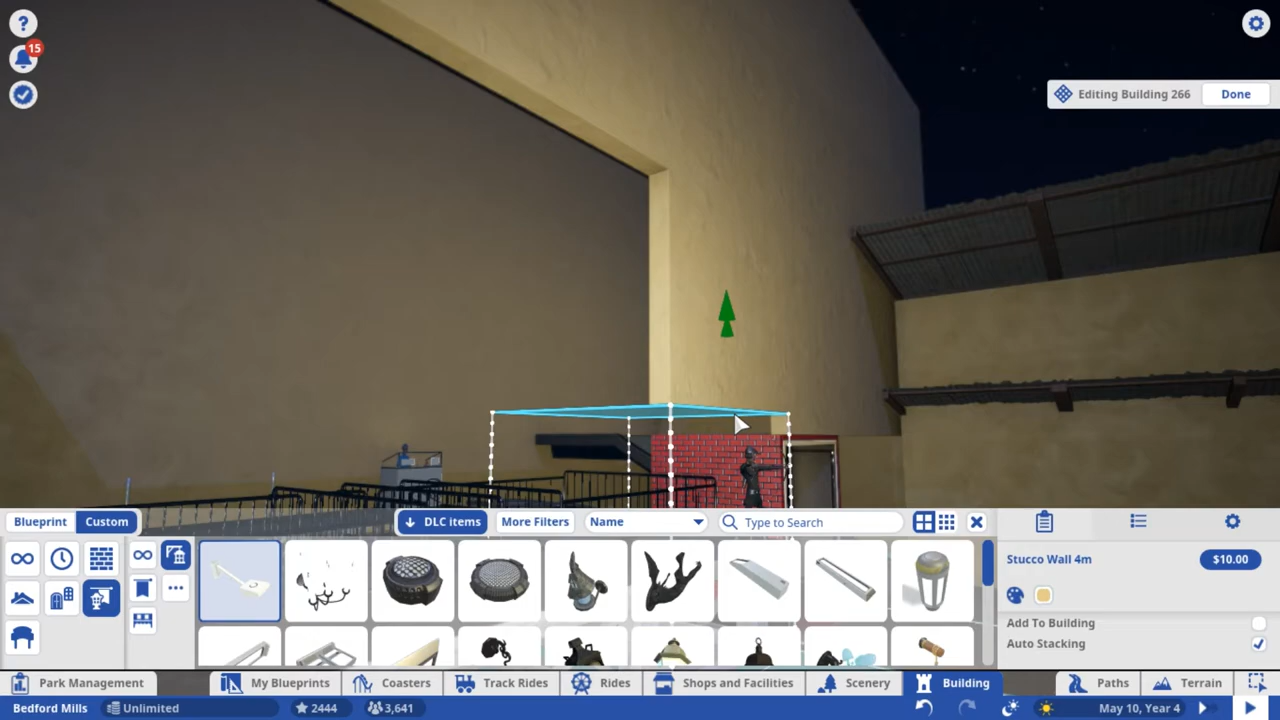 ?
15
Editing Building 266
Done
Blueprint
Custom
DLC items
More Filters
Name
Type to Search
Stucco Wall 4m
$10.00
Add To Building
Auto Stacking
Park Management
My Blueprints
Coasters
Track Rides
Rides
Shops and Facilities
Scenery
Building
Paths
Terrain
Bedford Mills
Unlimited
2444
3,641
May 10, Year 4